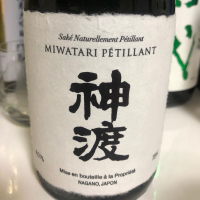 Saké Naturellement Pétillant
MIWATARI PÉTILLANT
神渡
Mise en bouteille à la Propriété
NAGANO, JAPON